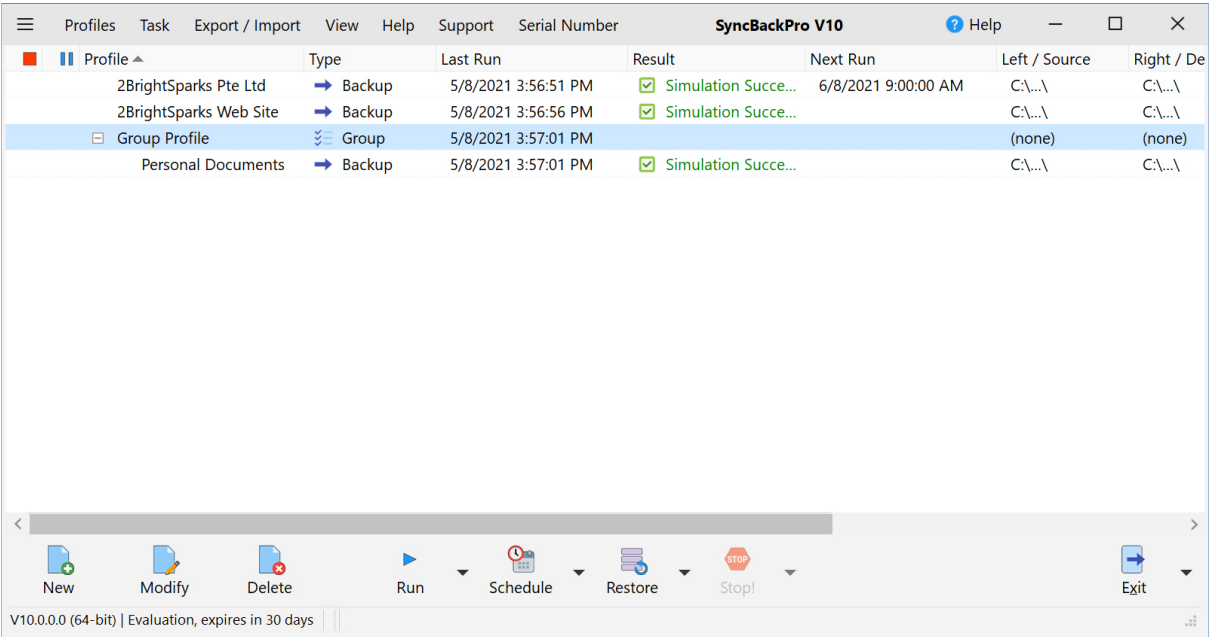 Profiles Task Export / Import View Help Support Serial Number SyncBackPro V10 ? Help
Profile Type Last Run Result Next Run Left / Source Right / De
2BrightSparks Pte Ltd Backup 5/8/2021 3:56:51 PM Simulation Succe... 6/8/2021 9:00:00 AM C:\...\ C:\...\
2BrightSparks Web Site Backup 5/8/2021 3:56:56 PM Simulation Succe... C:\...\ C:\...\
Group Profile Group 5/8/2021 3:57:01 PM (none) (none)
Personal Documents Backup 5/8/2021 3:57:01 PM Simulation Succe... C:\...\ C:\...\
STOP
New Modify Delete Run Schedule Restore Stop! Exit
V10.0.0.0 (64-bit) | Evaluation, expires in 30 days